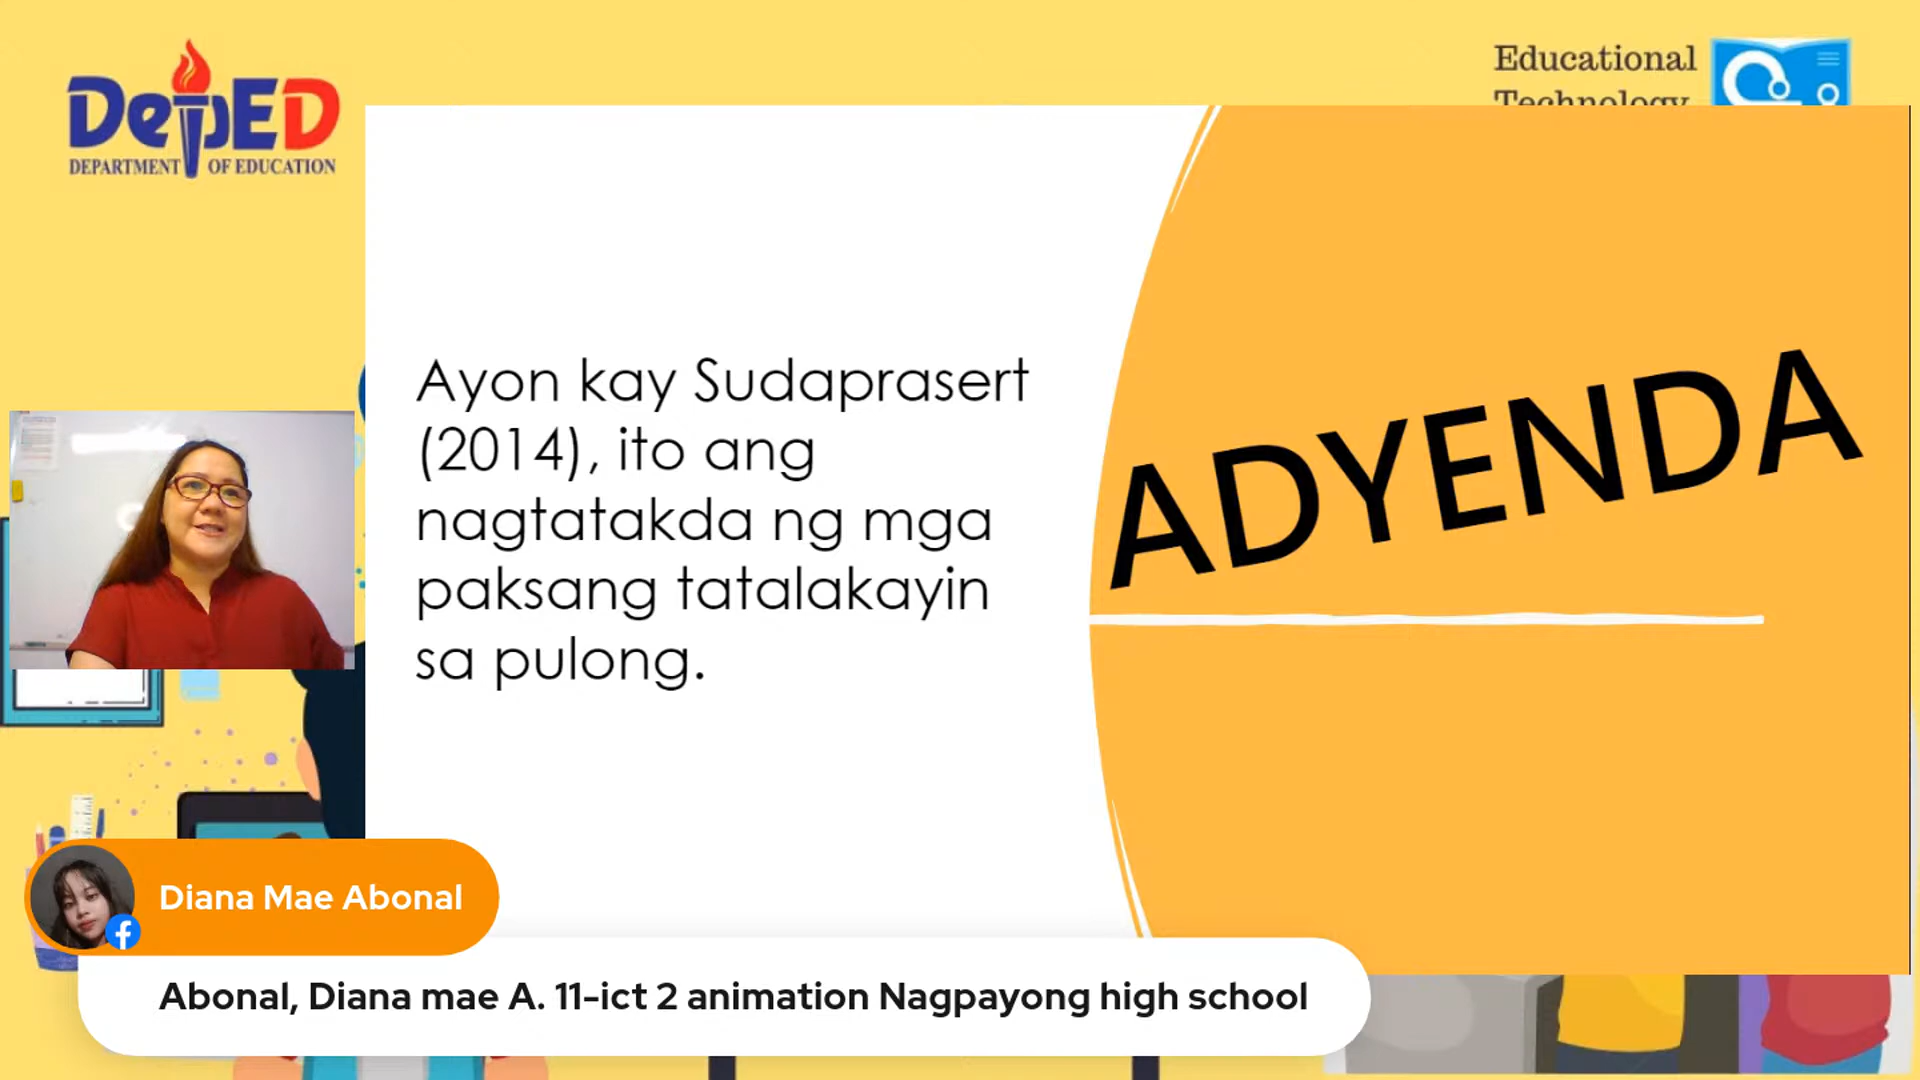 DepED
DEPARTMENT OF EDUCATION
Educational
Technology
Ayon kay Sudaprasert
(2014), ito ang
nagtatakda ng mga
paksang tatalakayin
sa pulong.
ADYENDA
Diana Mae Abonal
Abonal, Diana mae A. 11-ict 2 animation Nagpayong high school